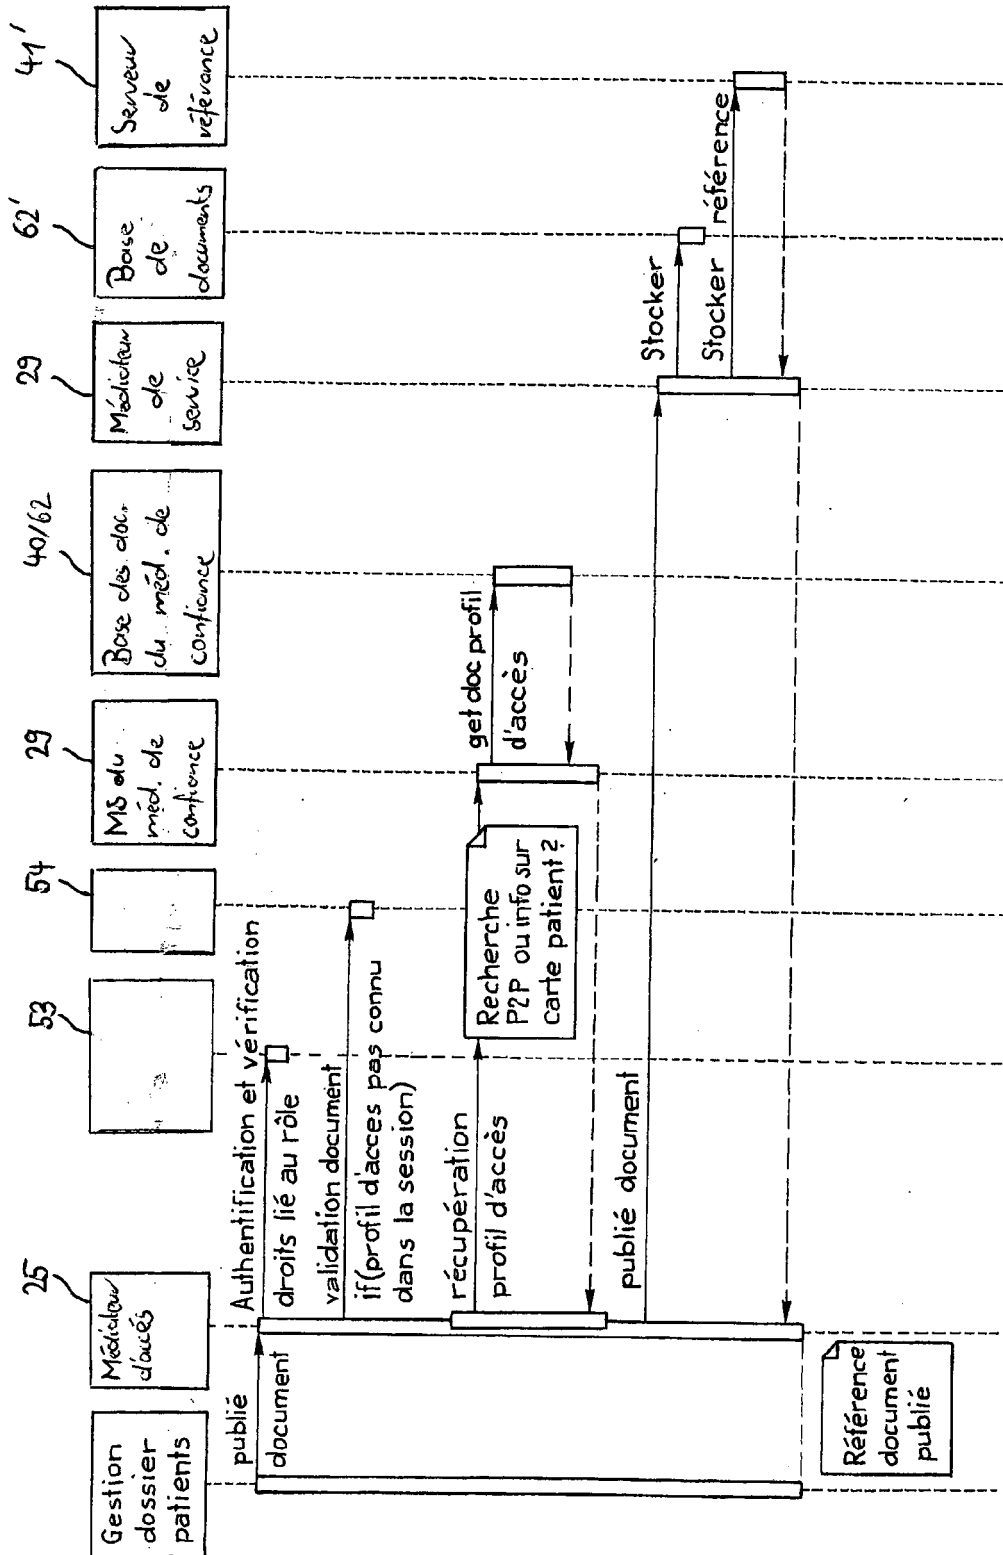 Gestion
dossier
patients
25
Médiateur
d'accés
53
54
29
MS du
méd. de
confiance
40/62
Base des doc.
du méd. de
confiance
29
Médiateur
de
service
62'
Base
de
documents
41'
Serveur
de
référance
publié
document
Authentification et vérification
droits lié au rôle
validation document
if(profil d'acces pas connu
dans la session)
récupération
profil d'accès
Recherche
P2P ou info sur
Carte patient?
get doc profil
d'accès
publié document
Stocker
Stocker référence
Référence
document
publié